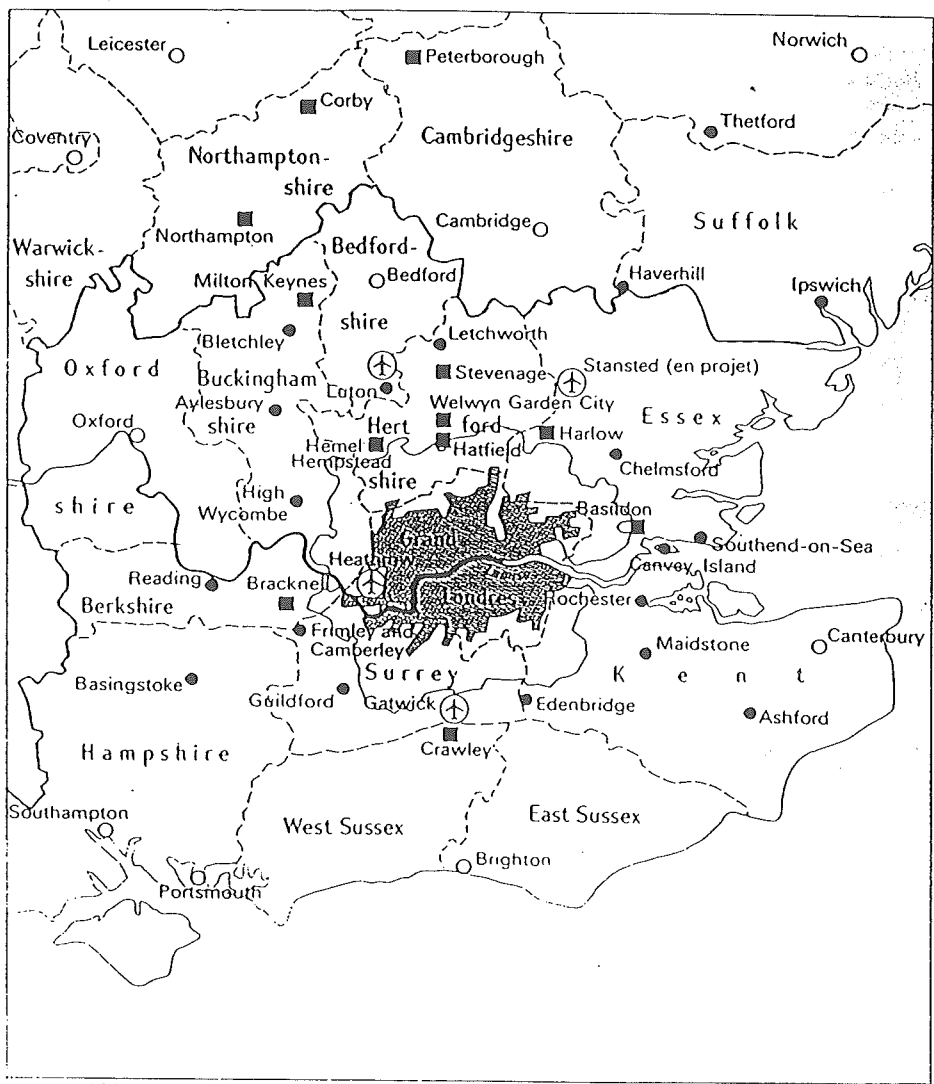 Leicester
Peterborough
Norwich
Corby
Thetford
Coventry
Cambridgeshire
Northampton-
shire
Suffolk
Northampton
Cambridge
Warwick-
shire
Bedford-
Bedford
Milton Keynes
Haverhill
Ipswich
shire
Bletchley
Letchworth
Oxford
Buckingham
Luton
Stevenage
Stansted (en projet)
Aylesbury
shire
Welwyn Garden City
Essex
Oxford
Hert
ford
Harlow
Hemel
Hempstead
Hatfield
Chelmsford
shire
shire
High
Wycombe
Basildon
Grand
Southend-on-Sea
Heathrow
Canvey Island
Reading
Bracknell
Londres
Rochester
Berkshire
Frimley and
Camberley
Maidstone
Canterbury
Surrey
Kent
Basingstoke
Guildford
Gatwick
Edenbridge
Ashford
Crawley
Hampshire
Southampton
West Sussex
East Sussex
Brighton
Portsmouth